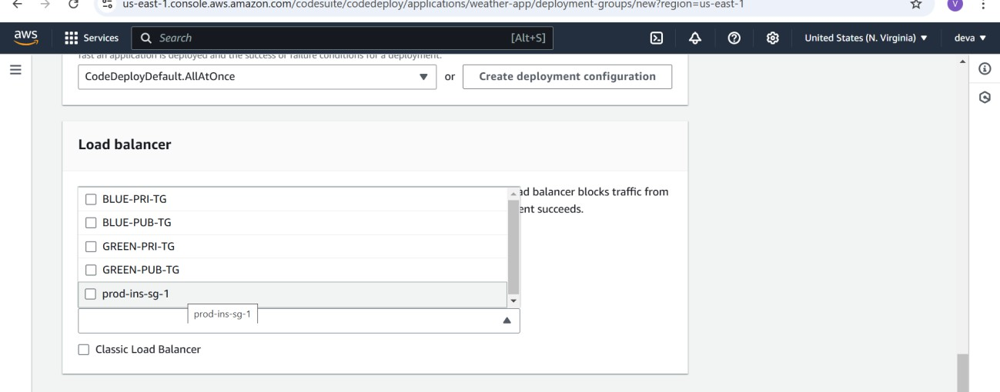 us-east-1.console.aws.amazon.com/codesuite/codedeploy/applications/weather-app/deployment-groups/new?region=us-east-1
V
aws
Services
Search
[Alt+S]
United States (N. Virginia)
deva
fast an application is deployed and the success or failure conditions for a deployment.
CodeDeployDefault.AllAtOnce
or
Create deployment configuration
Load balancer
BLUE-PRI-TG
ad balancer blocks traffic from
ent succeeds.
BLUE-PUB-TG
GREEN-PRI-TG
GREEN-PUB-TG
prod-ins-sg-1
prod-ins-sg-1
Classic Load Balancer